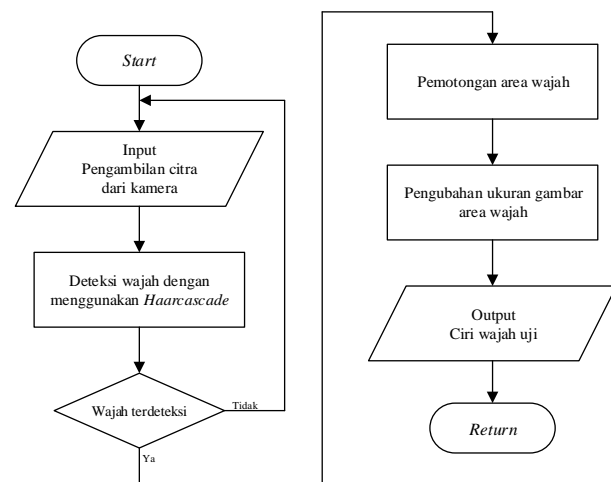 Start
Input
Pengambilan citra
dari kamera
Deteksi wajah dengan
menggunakan Haarcascade
Wajah terdeteksi
Tidak
Ya
Pemotongan area wajah
Pengubahan ukuran gambar
area wajah
Output
Ciri wajah uji
Return